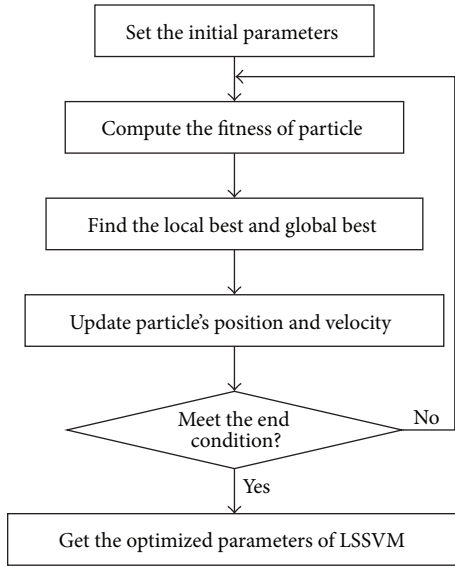 Set the initial parameters
Compute the fitness of particle
Find the local best and global best
Update particle's position and velocity
Meet the end
condition?
No
Yes
Get the optimized parameters of LSSVM